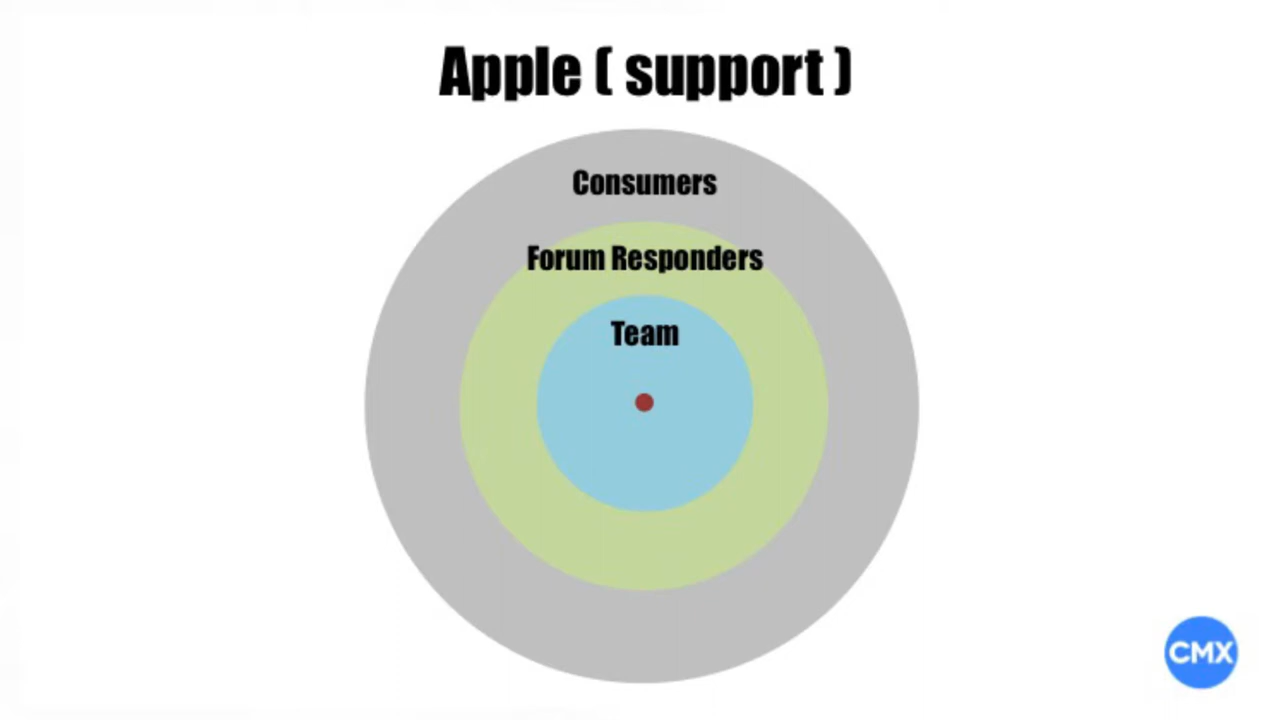 Apple ( support )
Consumers
Forum Responders
Team
CMX